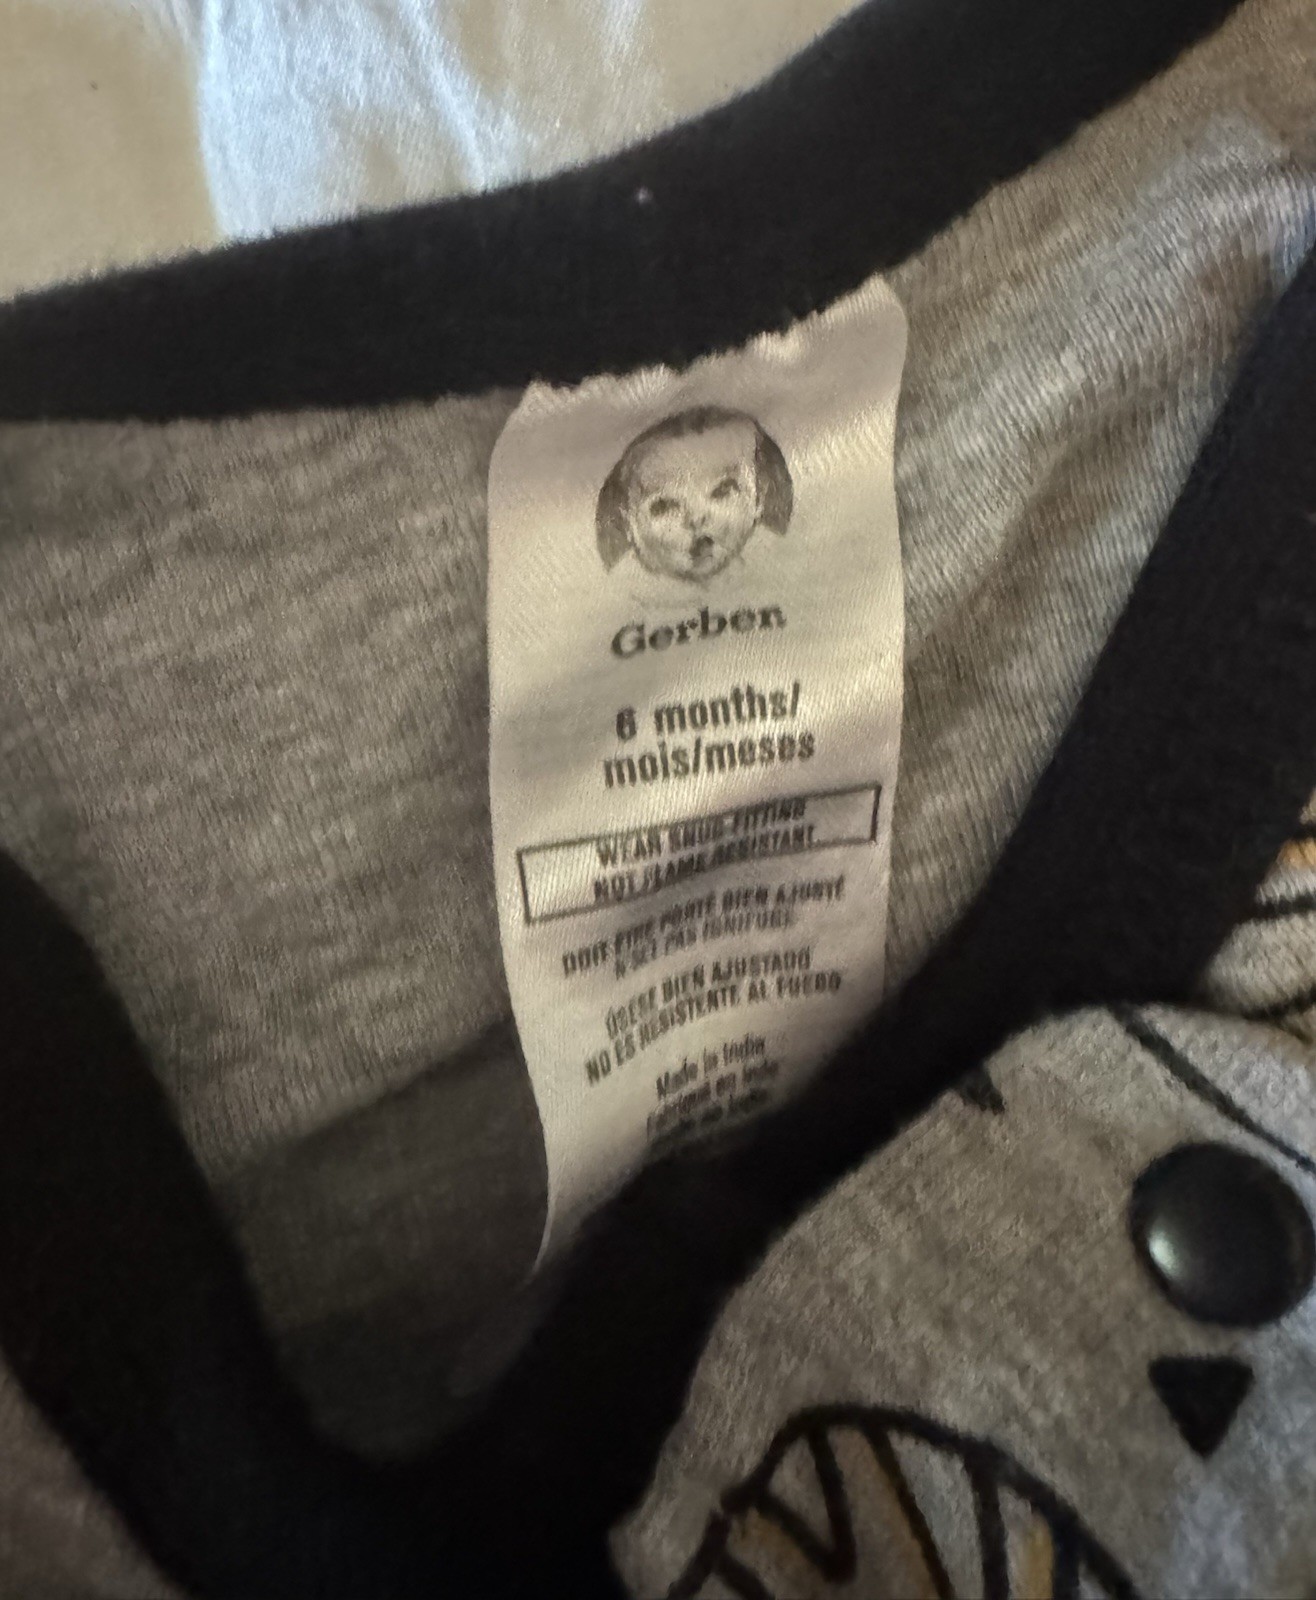 Gerber
6 months/
mois/meses
WEAR SNUG-FITTING
NOT FLAME RESISTANT
DOIT ÊTRE PORTÉ BIEN AJUSTÉ
N'EST PAS IGNIFUGE
ÚSESE BIEN AJUSTADO
NO ES RESISTENTE AL FUEGO
Made in India